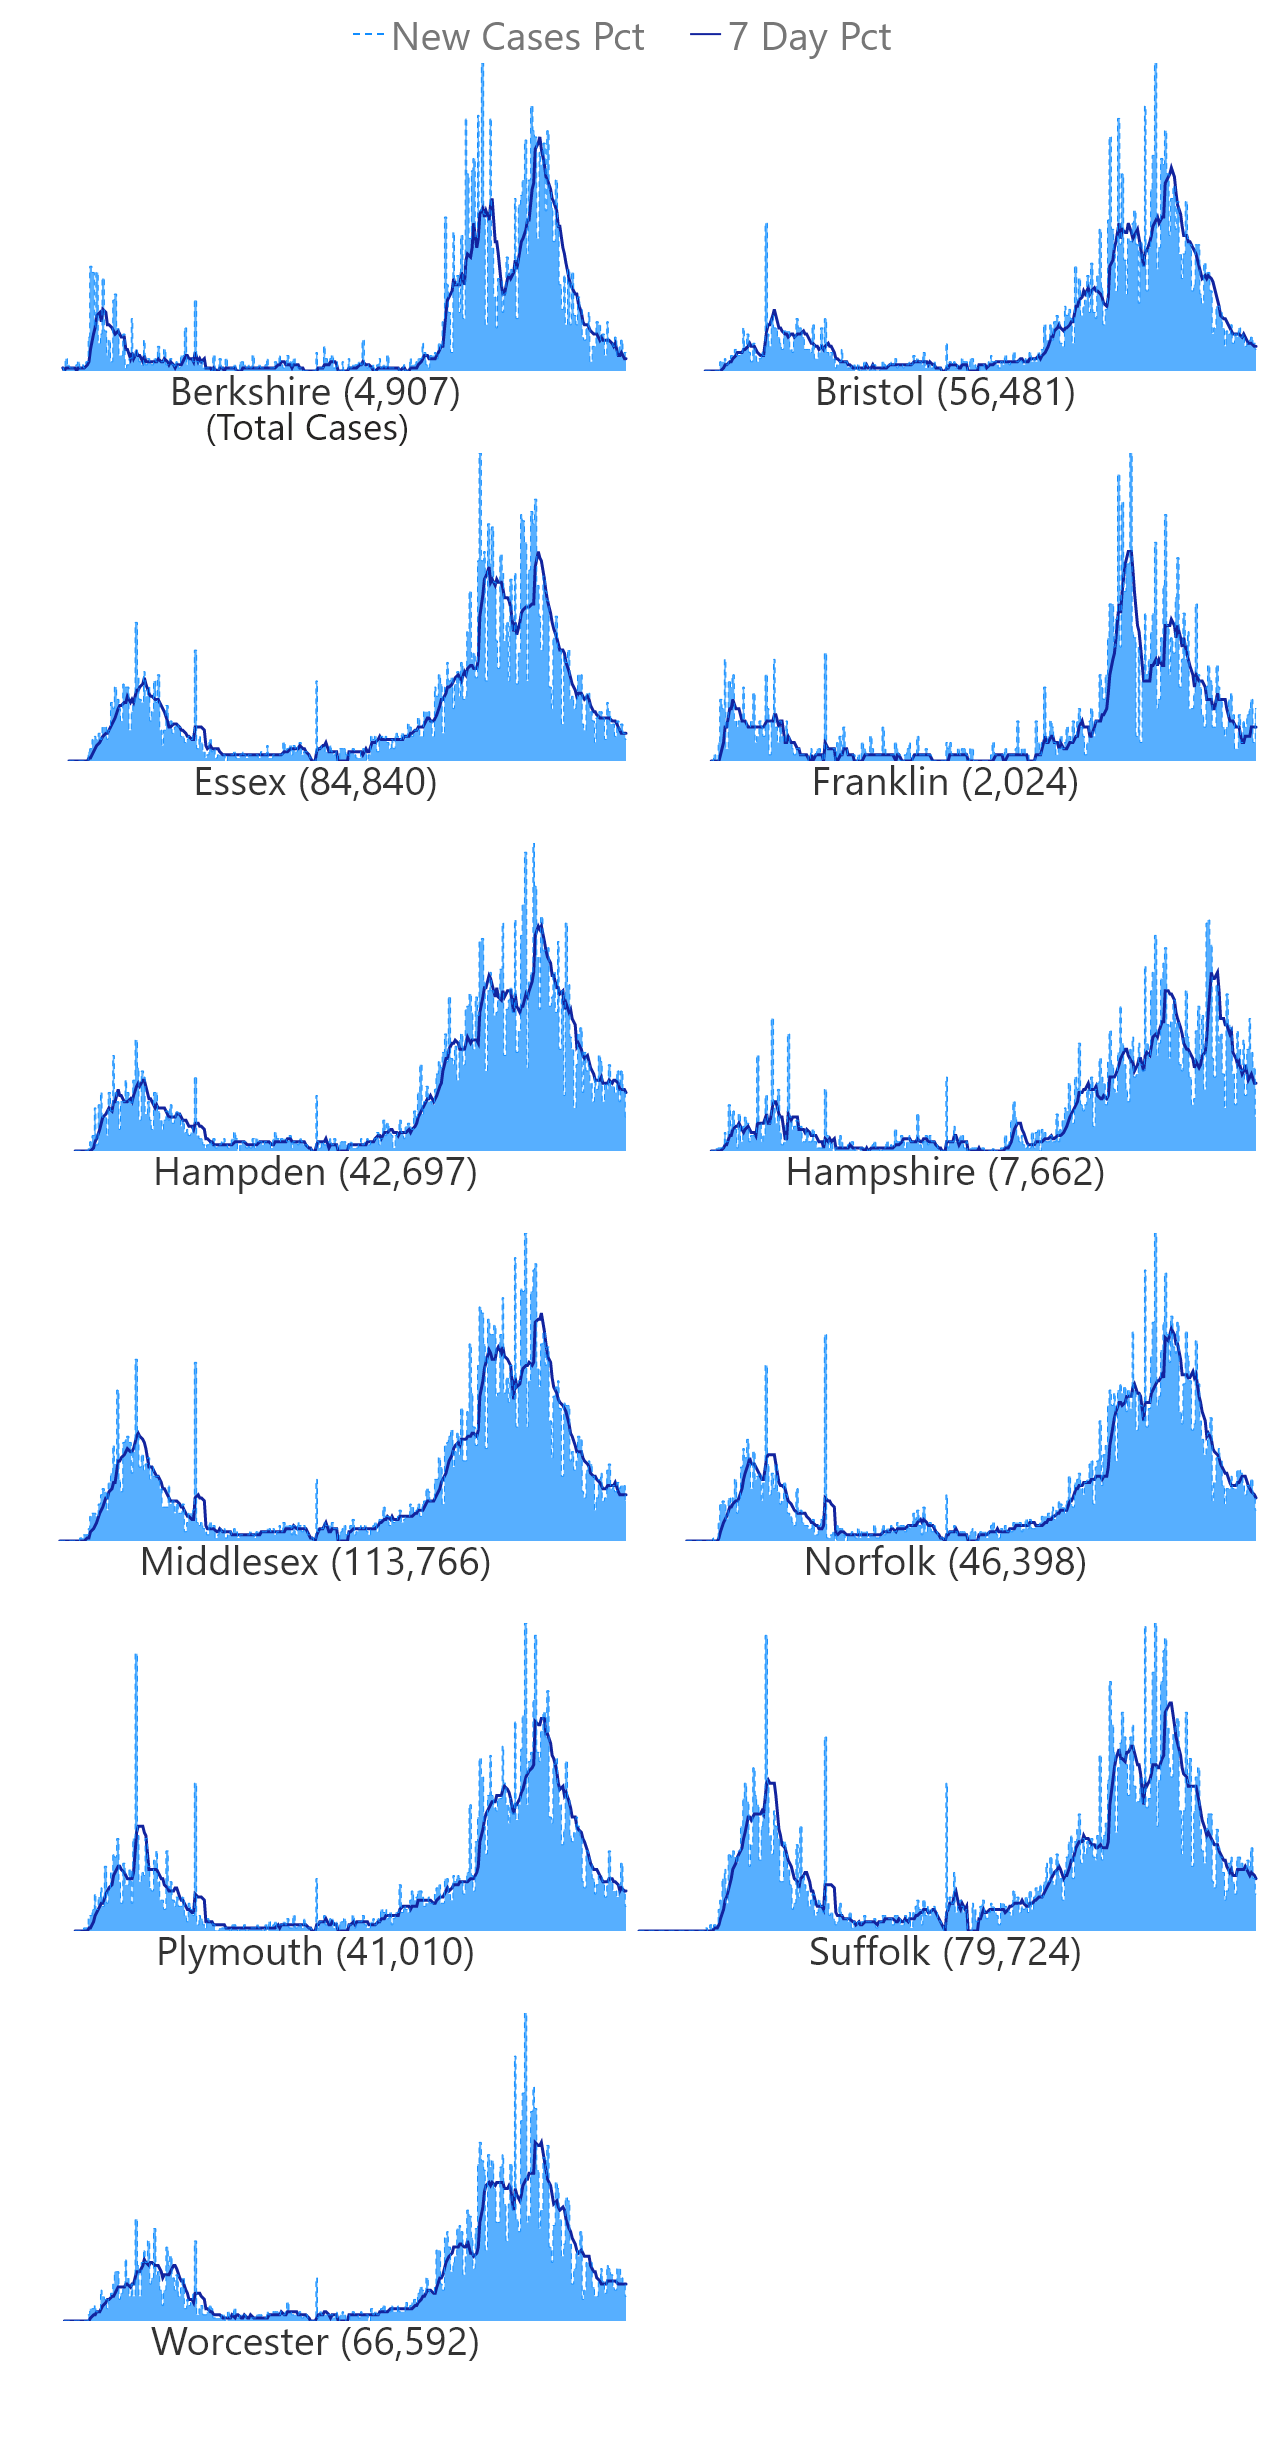 New Cases Pct 7 Day Pct
Berkshire (4,907) Bristol (56,481)
(Total Cases)
Essex (84,840) Franklin (2,024)
Hampden (42,697) Hampshire (7,662)
Middlesex (113,766) Norfolk (46,398)
Plymouth (41,010) Suffolk (79,724)
Worcester (66,592)